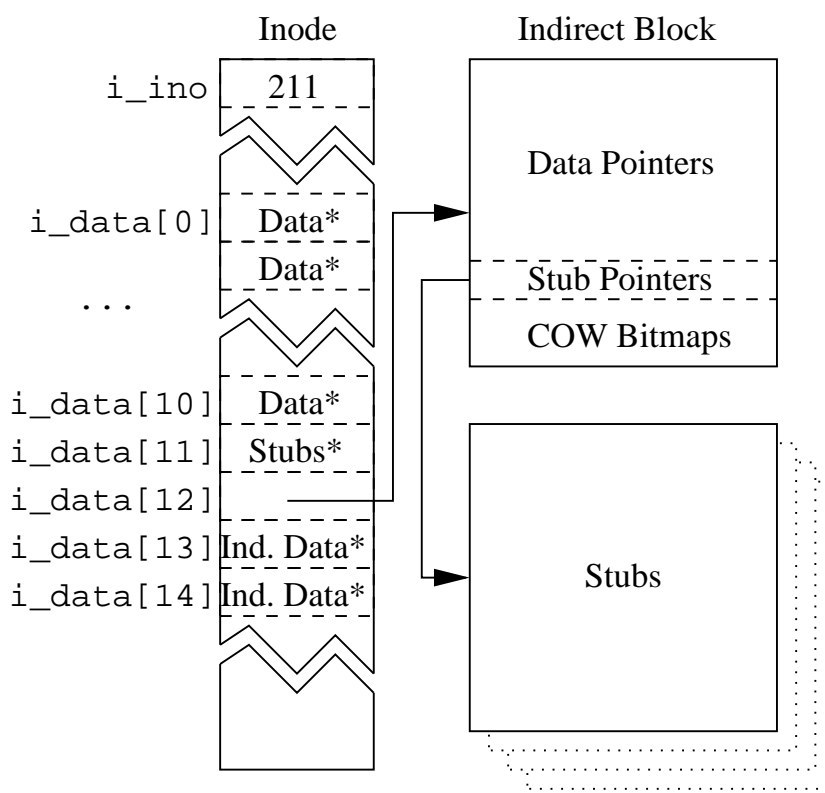 Inode
Indirect Block
i_ino 211
Data Pointers
i_data[0] Data*
Data*
Stub Pointers
...
COW Bitmaps
i_data[10] Data*
i_data[11] Stubs*
i_data[12]
i_data[13] Ind. Data*
i_data[14] Ind. Data*
Stubs